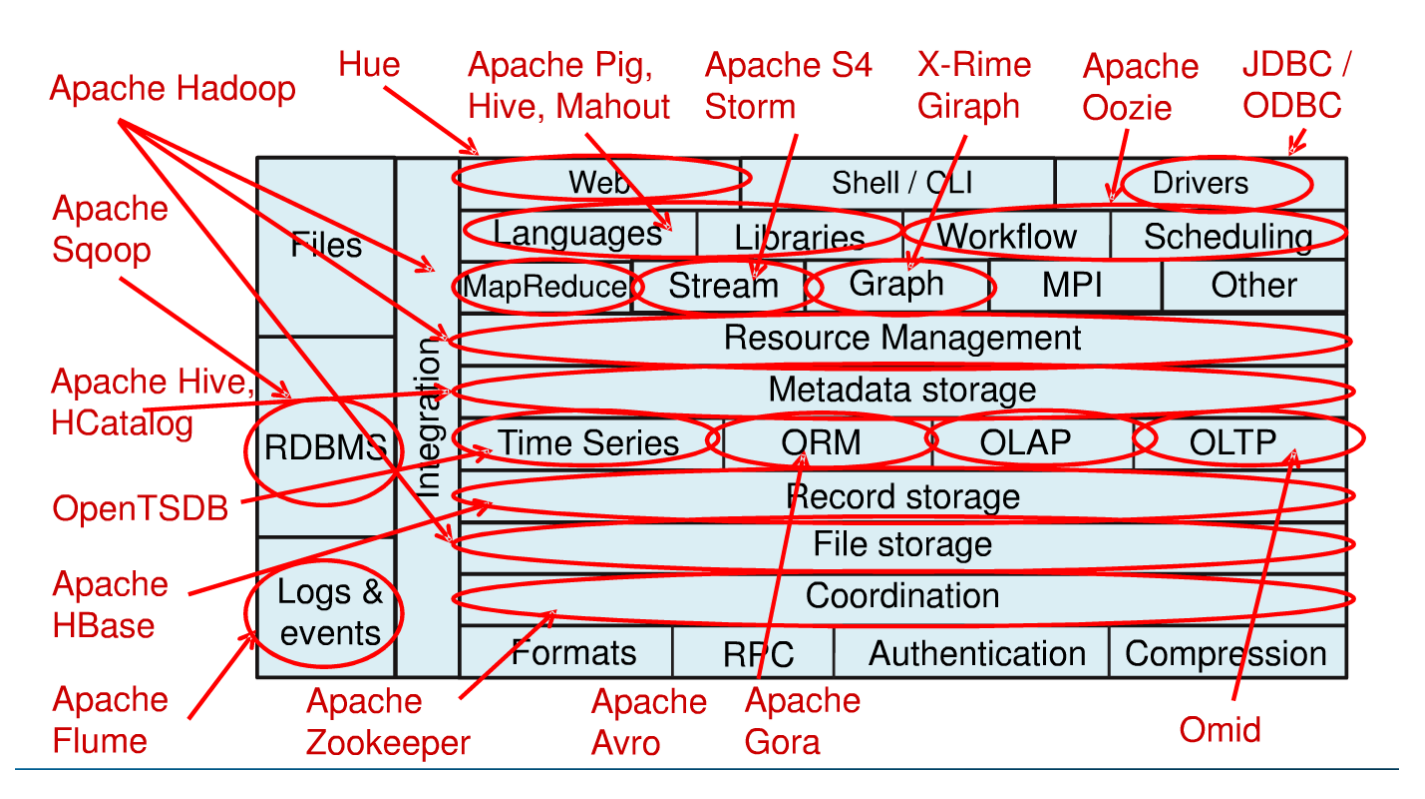 Hue
Apache Pig,
Hive, Mahout
Apache S4
Storm
X-Rime
Giraph
Apache
Oozie
JDBC /
ODBC
Apache Hadoop
Apache
Sqoop
Apache Hive,
HCatalog
OpenTSDB
Apache
HBase
Apache
Flume
Files
RDBMS
Logs &
events
Integration
Web
Shell / CLI
Drivers
Languages
Libraries
Workflow
Scheduling
MapReduce
Stream
Graph
MPI
Other
Resource Management
Metadata storage
Time Series
ORM
OLAP
OLTP
Record storage
File storage
Coordination
Formats
RPC
Authentication
Compression
Apache
Zookeeper
Apache
Avro
Apache
Gora
Omid